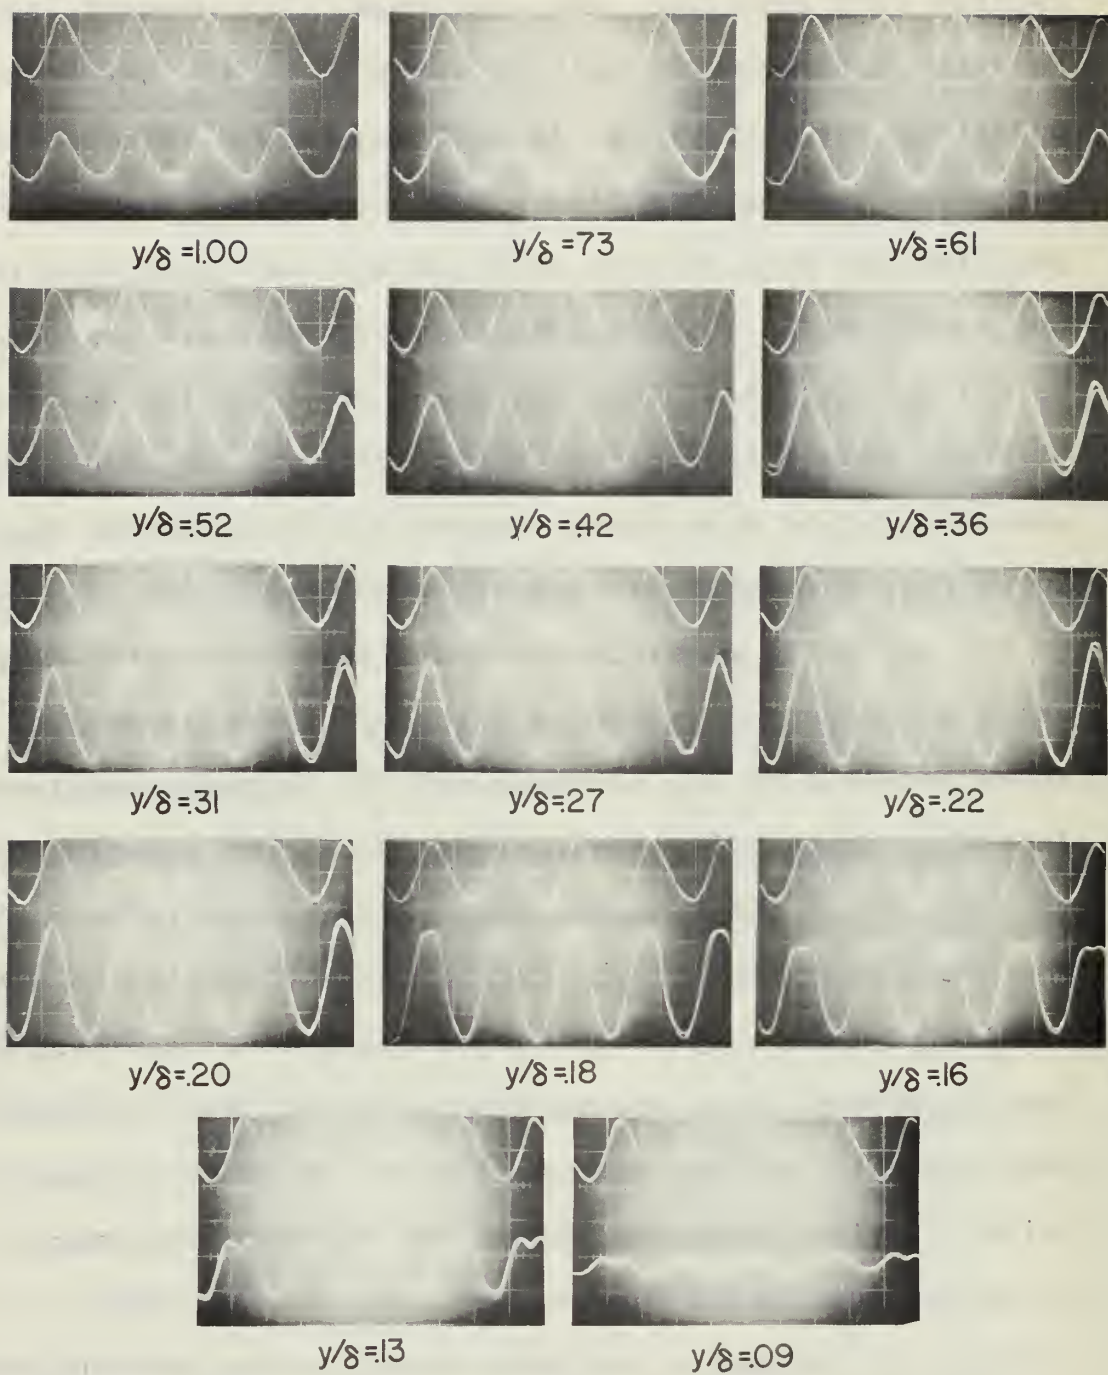 y/δ =1.00
y/δ =.73
y/δ =.61
y/δ =.52
y/δ =.42
y/δ =.36
y/δ =.31
y/δ =.27
y/δ =.22
y/δ =.20
y/δ =.18
y/δ =.16
y/δ =.13
y/δ =.09